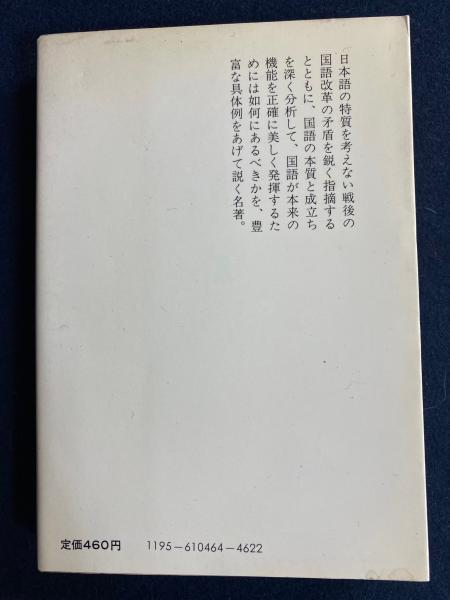 日本語の特質を考えない戦後の
国語改革の矛盾を鋭く指摘する
とともに、国語の本質と成立ち
を深く分析して、国語が本来の
機能を正確に美しく発揮するた
めには如何にあるべきかを、豊
富な具体例をあげて説く名著。
定価460円 1195-610464-4622